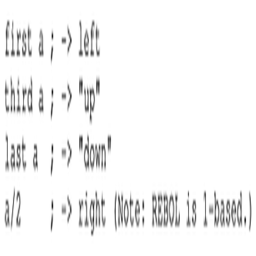 first a ; -> left
third a ; -> "up"
last a  ; -> "down"
a/2     ; -> right (Note: REBOL is 1-based.)